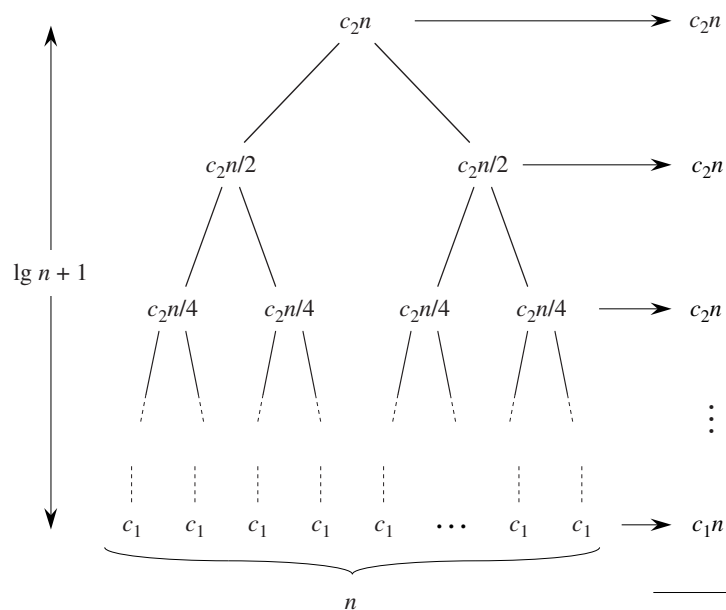 c₂n c₂n
c₂n/2 c₂n/2 c₂n
lg n + 1
c₂n/4 c₂n/4 c₂n/4 c₂n/4 c₂n
⋮
c₁ c₁ c₁ c₁ c₁ ⋯ c₁ c₁ c₁n
n